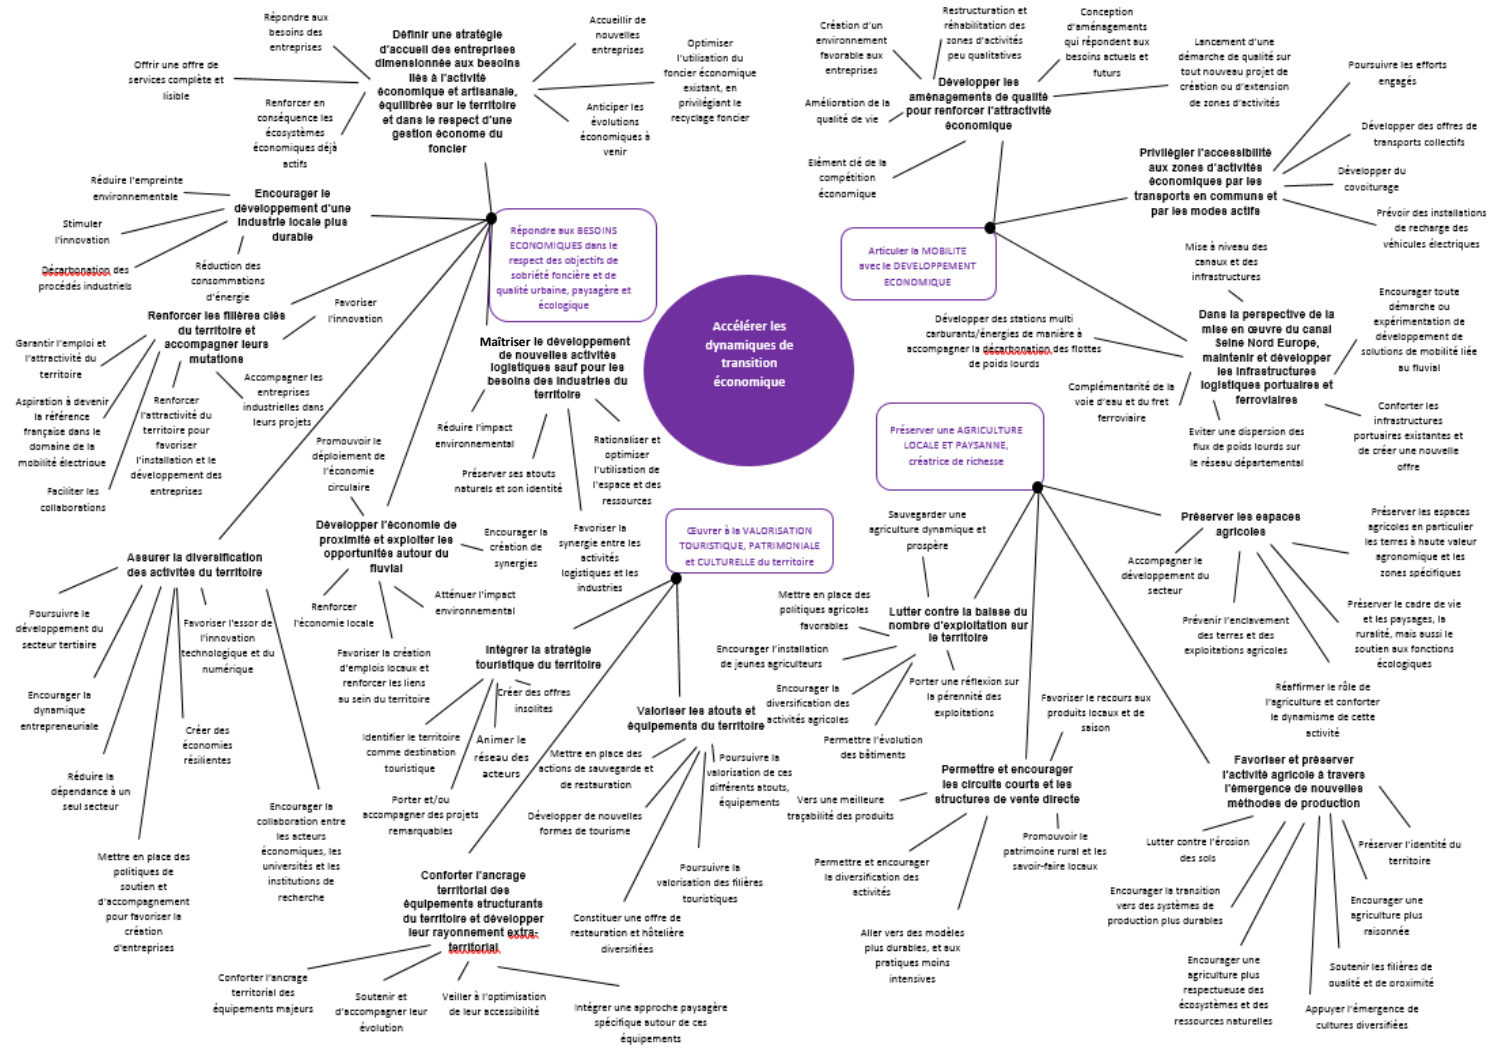 Répondre aux
besoins des
entreprises
Offrir une offre de
services complète et
lisible
Renforcer en
conséquence les
écosystèmes
économiques déjà
actifs
Définir une stratégie
d'accueil des entreprises
dimensionnée aux besoins
liés à l'activité
économique et artisanale,
équilibrée sur le territoire
et dans le respect d'une
gestion économe du
foncier
Accueillir de
nouvelles
entreprises
Optimiser
l'utilisation du
foncier économique
existant, en
privilégiant le
recyclage foncier
Anticiper les
évolutions
économiques à
venir
Création d'un
environnement
favorable aux
entreprises
Restructuration et
réhabilitation des
zones d'activités
peu qualitatives
Conception
d'aménagements
qui répondent aux
besoins actuels et
futurs
Lancement d'une
démarche de qualité sur
tout nouveau projet de
création ou d'extension
de zones d'activités
Amélioration de la
qualité de vie
Elément clé de la
compétition
économique
Développer les
aménagements de qualité
pour renforcer l'attractivité
économique
Poursuivre les efforts
engagés
Développer des offres de
transports collectifs
Développer du
covoiturage
Prévoir des installations
de recharge des
véhicules électriques
Privilégier l'accessibilité
aux zones d'activités
économiques par les
transports en communs et
par les modes actifs
Réduire l'empreinte
environnementale
Stimuler
l'innovation
Décarbonation des
procédés industriels
Réduction des
consommations
d'énergie
Encourager le
développement d'une
industrie locale plus
durable
Répondre aux BESOINS
ECONOMIQUES dans le
respect des objectifs de
sobriété foncière et de
qualité urbaine, paysagère et
écologique
Articuler la MOBILITE
avec le DEVELOPPEMENT
ECONOMIQUE
Accélérer les
dynamiques de
transition
économique
Mise à niveau des
canaux et des
infrastructures
Encourager toute
démarche ou
expérimentation de
développement de
solutions de mobilité liée
au fluvial
Dans la perspective de la
mise en œuvre du canal
Seine Nord Europe,
maintenir et développer
les infrastructures
logistiques portuaires et
ferroviaires
Développer des stations multi
carburants/énergies de manière à
accompagner la décarbonation des flottes
de poids lourds
Complémentarité de la
voie d'eau et du fret
ferroviaire
Eviter une dispersion des
flux de poids lourds sur
le réseau départemental
Conforter les
infrastructures
portuaires existantes et
de créer une nouvelle
offre
Renforcer les filières clés
du territoire et
accompagner leurs
mutations
Favoriser
l'innovation
Garantir l'emploi et
l'attractivité du
territoire
Aspiration à devenir
la référence
française dans le
domaine de la
mobilité électrique
Faciliter les
collaborations
Renforcer
l'attractivité du
territoire pour
favoriser
l'installation et le
développement des
entreprises
Accompagner les
entreprises
industrielles dans
leurs projets
Maîtriser le développement
de nouvelles activités
logistiques sauf pour les
besoins des industries du
territoire
Réduire l'impact
environnemental
Préserver ses atouts
naturels et son identité
Rationaliser et
optimiser
l'utilisation de
l'espace et des
ressources
Favoriser la
synergie entre les
activités
logistiques et les
industries
Promouvoir le
déploiement de
l'économie
circulaire
Développer l'économie de
proximité et exploiter les
opportunités autour du
fluvial
Encourager la
création de
synergies
Atténuer l'impact
environnemental
Renforcer
l'économie locale
Favoriser la création
d'emplois locaux et
renforcer les liens
au sein du territoire
Assurer la diversification
des activités du territoire
Poursuivre le
développement du
secteur tertiaire
Encourager la
dynamique
entrepreneuriale
Réduire la
dépendance à un
seul secteur
Mettre en place des
politiques de
soutien et
d'accompagnement
pour favoriser la
création
d'entreprises
Favoriser l'essor de
l'innovation
technologique et du
numérique
Créer des
économies
résilientes
Encourager la
collaboration entre
les acteurs
économiques, les
universités et les
institutions de
recherche
Œuvrer à la VALORISATION
TOURISTIQUE, PATRIMONIALE
et CULTURELLE du territoire
Intégrer la stratégie
touristique du territoire
Créer des offres
insolites
Identifier le territoire
comme destination
touristique
Animer le
réseau des
acteurs
Porter et/ou
accompagner des projets
remarquables
Valoriser les atouts et
équipements du territoire
Mettre en place des
actions de sauvegarde et
de restauration
Poursuivre la
valorisation de ces
différents atouts,
équipements
Développer de nouvelles
formes de tourisme
Poursuivre la
valorisation des filières
touristiques
Constituer une offre de
restauration et hôtelière
diversifiées
Conforter l'ancrage
territorial des
équipements structurants
du territoire et développer
leur rayonnement extra-
territorial
Conforter l'ancrage
territorial des
équipements majeurs
Soutenir et
d'accompagner leur
évolution
Veiller à l'optimisation
de leur accessibilité
Intégrer une approche paysagère
spécifique autour de ces
équipements
Préserver une AGRICULTURE
LOCALE ET PAYSANNE,
créatrice de richesse
Sauvegarder une
agriculture dynamique et
prospère
Lutter contre la baisse du
nombre d'exploitation sur
le territoire
Mettre en place des
politiques agricoles
favorables
Encourager l'installation
de jeunes agriculteurs
Encourager la
diversification des
activités agricoles
Permettre l'évolution
des bâtiments
Porter une réflexion sur
la pérennité des
exploitations
Préserver les espaces
agricoles
Accompagner le
développement du
secteur
Prévenir l'enclavement
des terres et des
exploitations agricoles
Préserver les espaces
agricoles en particulier
les terres à haute valeur
agronomique et les
zones spécifiques
Préserver le cadre de vie
et les paysages, la
ruralité, mais aussi le
soutien aux fonctions
écologiques
Réaffirmer le rôle de
l'agriculture et conforter
le dynamisme de cette
activité
Favoriser le recours aux
produits locaux et de
saison
Permettre et encourager
les circuits courts et les
structures de vente directe
Vers une meilleure
traçabilité des produits
Permettre et encourager
la diversification des
activités
Aller vers des modèles
plus durables, et aux
pratiques moins
intensives
Promouvoir le
patrimoine rural et les
savoir-faire locaux
Favoriser et préserver
l'activité agricole à travers
l'émergence de nouvelles
méthodes de production
Lutter contre l'érosion
des sols
Encourager la transition
vers des systèmes de
production plus durables
Encourager une
agriculture plus
respectueuse des
écosystèmes et des
ressources naturelles
Préserver l'identité du
territoire
Encourager une
agriculture plus
raisonnée
Soutenir les filières de
qualité et de proximité
Appuyer l'émergence de
cultures diversifiées